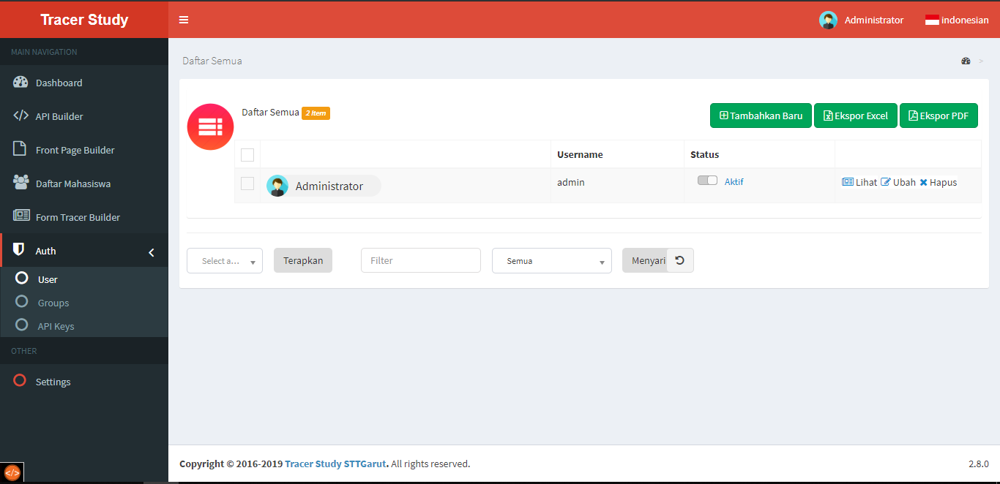 Tracer Study
Administrator indonesian
MAIN NAVIGATION
Dashboard
API Builder
Front Page Builder
Daftar Mahasiswa
Form Tracer Builder
Auth
User
Groups
API Keys
OTHER
Settings
Daftar Semua
>
Daftar Semua 2 Item
Tambahkan Baru Ekspor Excel Ekspor PDF
Username Status
Administrator admin Aktif Lihat Ubah Hapus
Select a... Terapkan Filter Semua Menyari
Copyright © 2016-2019 Tracer Study STTGarut. All rights reserved. 2.8.0